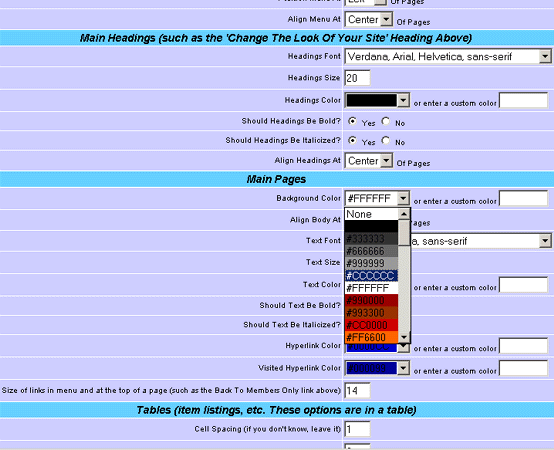 Align Menu At Center Of Pages
Main Headings (such as the 'Change The Look Of Your Site' Heading Above)
Headings Font Verdana, Arial, Helvetica, sans-serif
Headings Size 20
Headings Color or enter a custom color
Should Headings Be Bold? Yes No
Should Headings Be Italicized? Yes No
Align Headings At Center Of Pages
Main Pages
Background Color #FFFFFF or enter a custom color
None
Align Body At ages
#333333
Text Font a, sans-serif
#666666
Text Size #999999
#CCCCCC
Text Color #FFFFFF or enter a custom color
#990000
Should Text Be Bold? #993300
Should Text Be Italicized? #CC0000
#FF6600
Hyperlink Color or enter a custom color
Visited Hyperlink Color or enter a custom color
Size of links in menu and at the top of a page (such as the Back To Members Only link above) 14
Tables (item listings, etc. These options are in a table)
Cell Spacing (if you don't know, leave it) 1